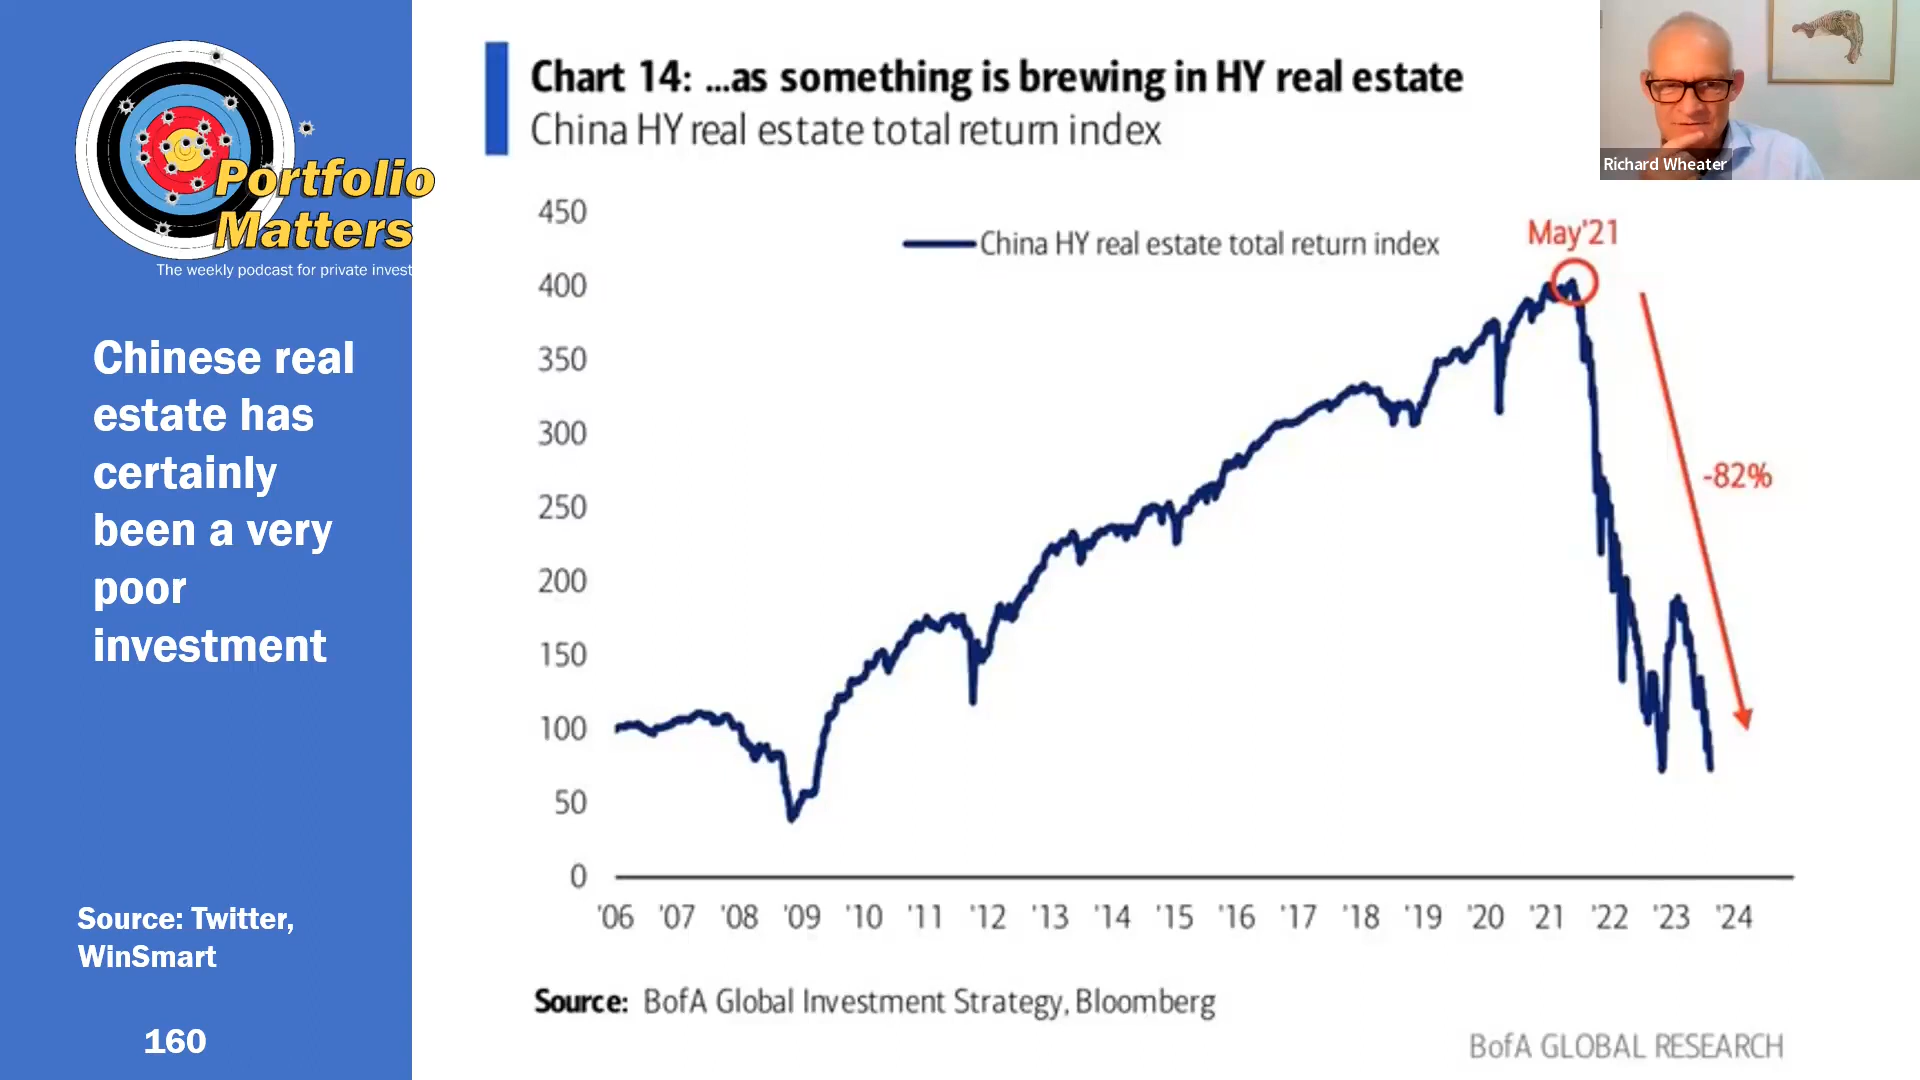 Portfolio
Matters
The weekly podcast for private invest
Chinese real
estate has
certainly
been a very
poor
investment
Source: Twitter,
WinSmart
160
Chart 14: ...as something is brewing in HY real estate
China HY real estate total return index
450
400
350
300
250
200
150
100
50
0
China HY real estate total return index
May'21
-82%
'06 '07 '08 '09 '10 '11 '12 '13 '14 '15 '16 '17 '18 '19 '20 '21 '22 '23 '24
Source: BofA Global Investment Strategy, Bloomberg
BofA GLOBAL RESEARCH
Richard Wheater